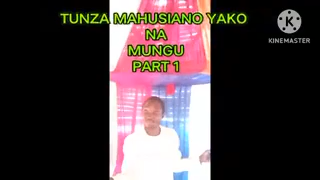 TUNZA MAHUSIANO YAKO
NA
MUNGU
PART 1
KINEMASTER